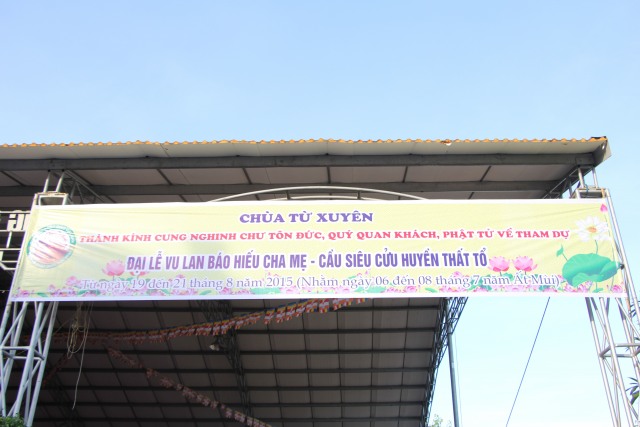 CHÙA TỪ XUYÊN
THÀNH KÍNH CUNG NGHINH CHƯ TÔN ĐỨC, QUÝ QUAN KHÁCH, PHẬT TỬ VỀ THAM DỰ
ĐẠI LỄ VU LAN BÁO HIẾU CHA MẸ - CẦU SIÊU CỬU HUYỀN THẤT TỔ
Từ ngày 19 đến 21 tháng 8 năm 2015 (Nhằm ngày 06 đến 08 tháng 7 năm Ất Mùi)